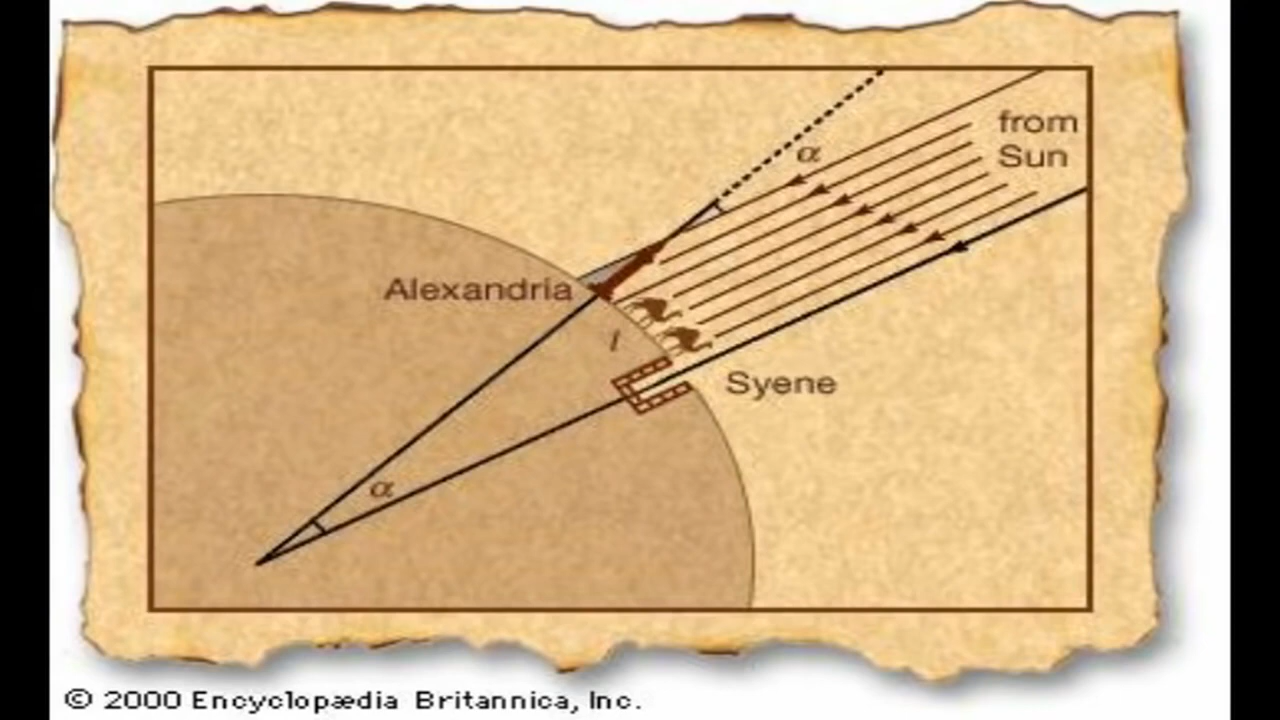 from
Sun
α
Alexandria
l
Syene
α
© 2000 Encyclopædia Britannica, Inc.